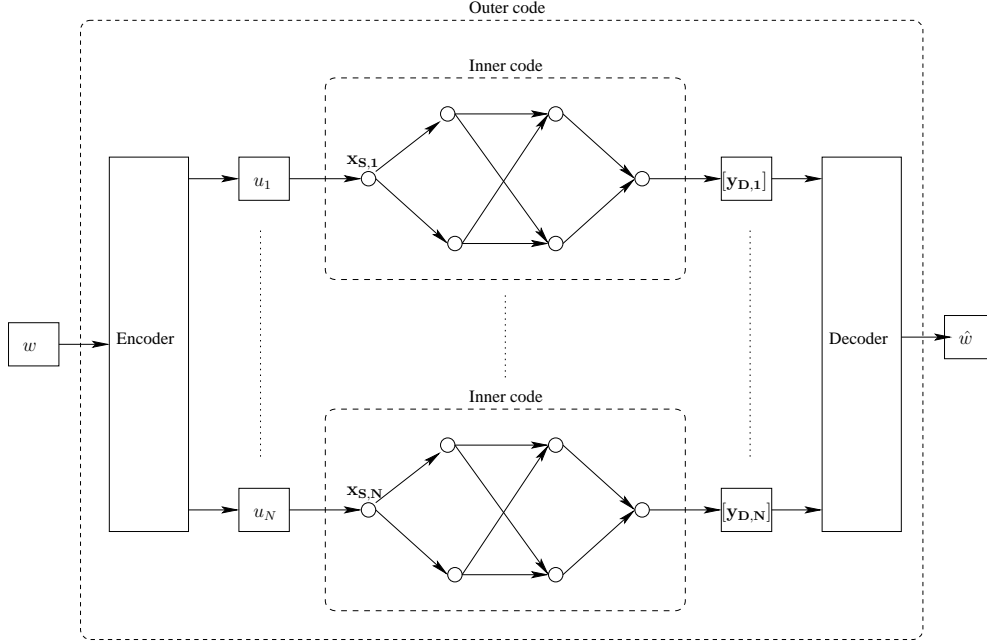 Outer code
Inner code
x_{S,1}
u_1
[y_{D,1}]
w
Encoder
Decoder
ŵ
Inner code
x_{S,N}
u_N
[y_{D,N}]